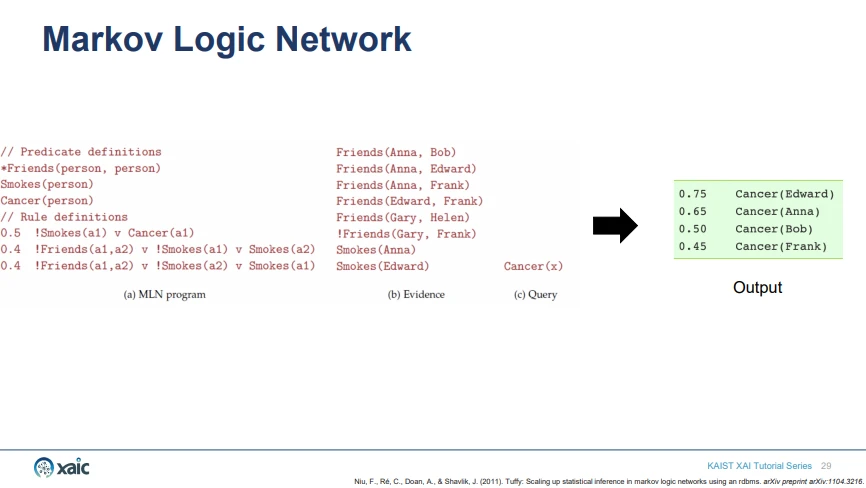 Markov Logic Network
// Predicate definitions
*Friends(person, person)
Smokes(person)
Cancer(person)
// Rule definitions
0.5 !Smokes(a1) v Cancer(a1)
0.4 !Friends(a1,a2) v !Smokes(a1) v Smokes(a2)
0.4 !Friends(a1,a2) v !Smokes(a2) v Smokes(a1)
(a) MLN program
Friends(Anna, Bob)
Friends(Anna, Edward)
Friends(Anna, Frank)
Friends(Edward, Frank)
Friends(Gary, Helen)
!Friends(Gary, Frank)
Smokes(Anna)
Smokes(Edward)
(b) Evidence
Cancer(x)
(c) Query
0.75 Cancer(Edward)
0.65 Cancer(Anna)
0.50 Cancer(Bob)
0.45 Cancer(Frank)
Output
xaic
KAIST XAI Tutorial Series 29
Niu, F., Ré, C., Doan, A., & Shavlik, J. (2011). Tuffy: Scaling up statistical inference in markov logic networks using an rdbms. arXiv preprint arXiv:1104.3216.